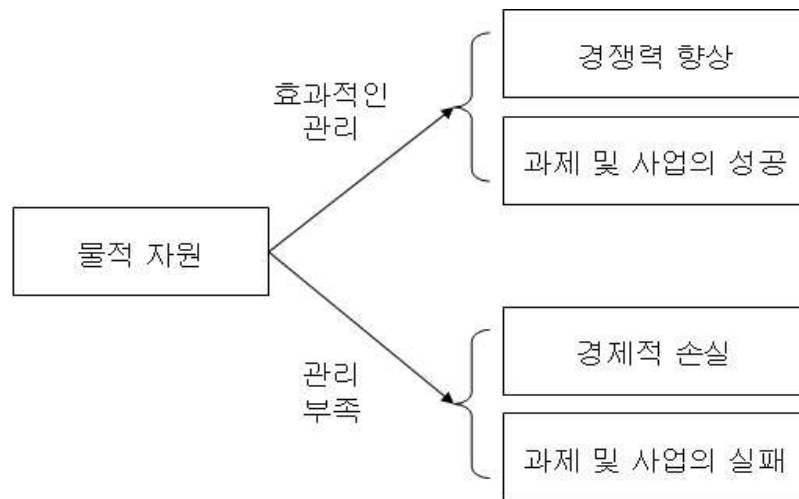 경쟁력 향상
효과적인
관리
과제 및 사업의 성공
물적 자원
경제적 손실
관리
부족
과제 및 사업의 실패